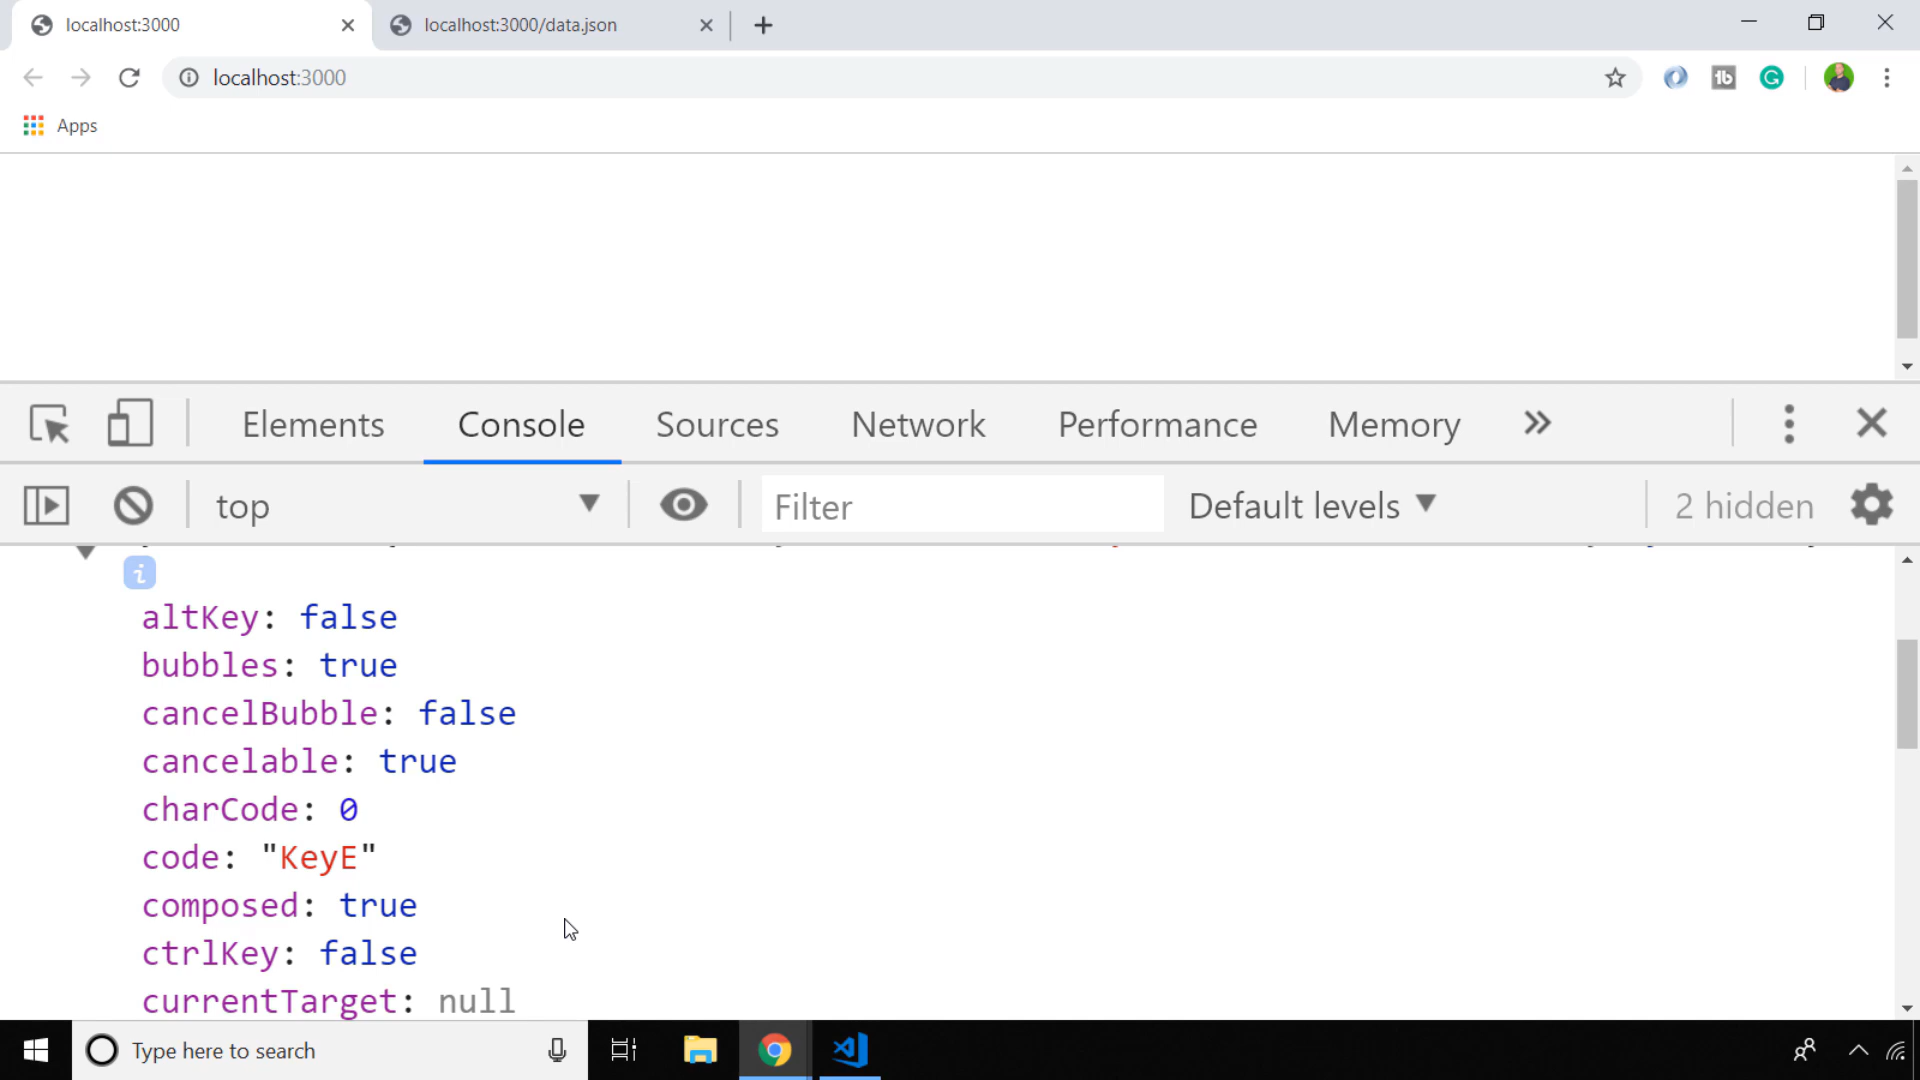 localhost:3000
localhost:3000/data.json
localhost:3000
Apps
Elements
Console
Sources
Network
Performance
Memory
top
Filter
Default levels
2 hidden
i
altKey: false
bubbles: true
cancelBubble: false
cancelable: true
charCode: 0
code: "KeyE"
composed: true
ctrlKey: false
currentTarget: null
Type here to search